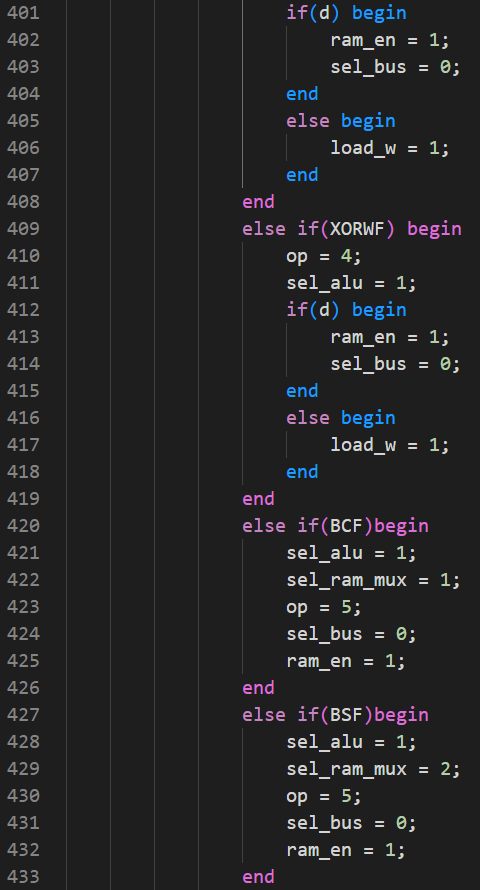 401 if(d) begin
402 ram_en = 1;
403 sel_bus = 0;
404 end
405 else begin
406 load_w = 1;
407 end
408 end
409 else if(XORWF) begin
410 op = 4;
411 sel_alu = 1;
412 if(d) begin
413 ram_en = 1;
414 sel_bus = 0;
415 end
416 else begin
417 load_w = 1;
418 end
419 end
420 else if(BCF)begin
421 sel_alu = 1;
422 sel_ram_mux = 1;
423 op = 5;
424 sel_bus = 0;
425 ram_en = 1;
426 end
427 else if(BSF)begin
428 sel_alu = 1;
429 sel_ram_mux = 2;
430 op = 5;
431 sel_bus = 0;
432 ram_en = 1;
433 end